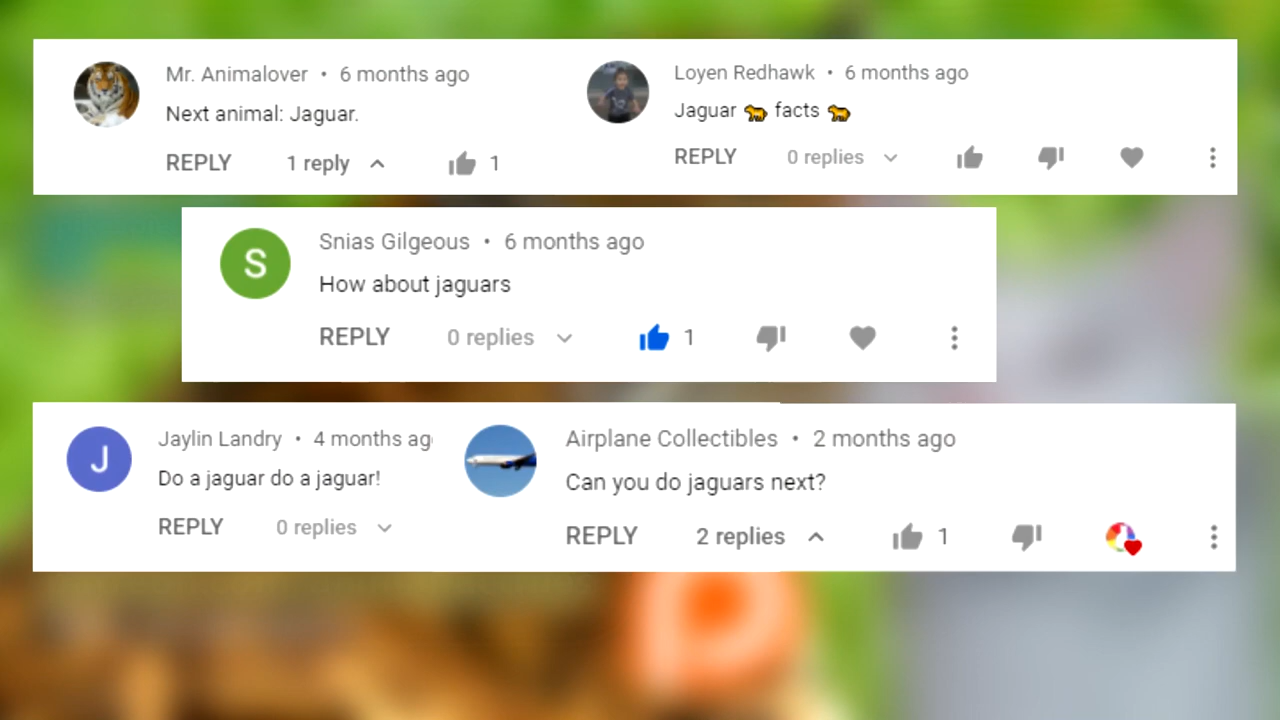 Mr. Animalover • 6 months ago
Next animal: Jaguar.
REPLY 1 reply 1
Loyen Redhawk • 6 months ago
Jaguar 🐆 facts 🐆
REPLY 0 replies
S
Snias Gilgeous • 6 months ago
How about jaguars
REPLY 0 replies 1
J
Jaylin Landry • 4 months ag
Do a jaguar do a jaguar!
REPLY 0 replies
Airplane Collectibles • 2 months ago
Can you do jaguars next?
REPLY 2 replies 1